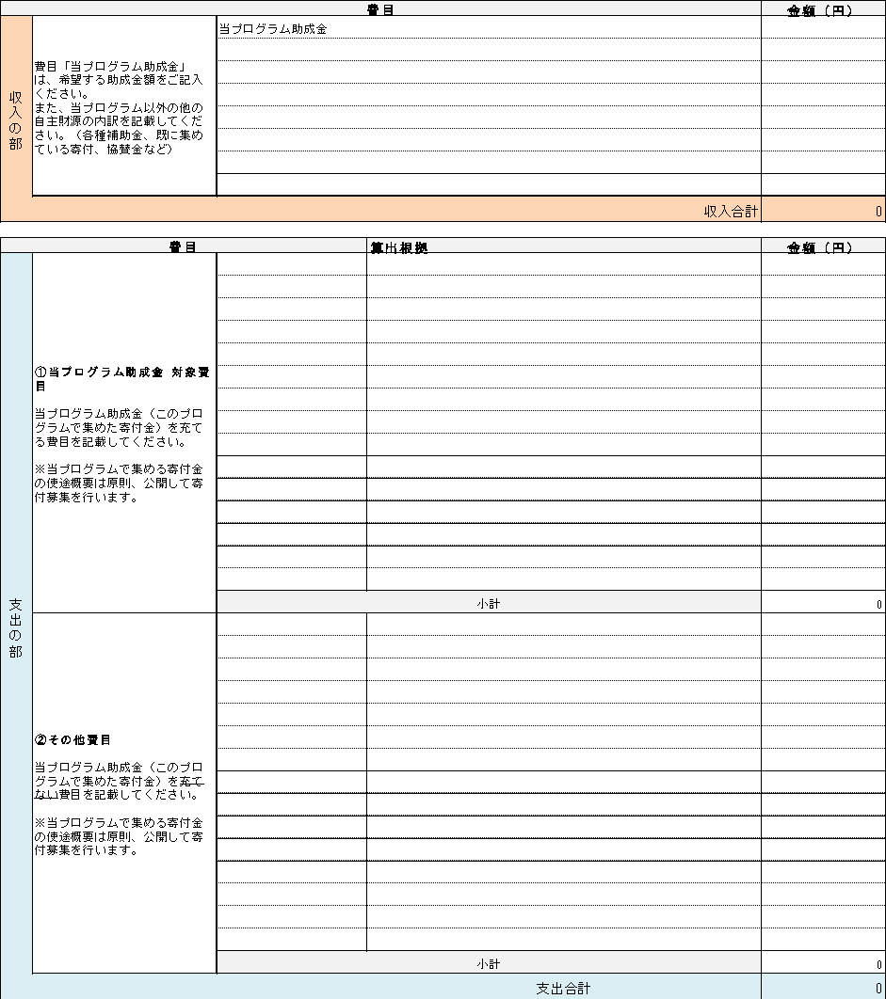 費目 金額（円）
当プログラム助成金
費目「当プログラム助成金」
は、希望する助成金額をご記入
ください。
また、当プログラム以外の他の
自主財源の内訳を記載してくだ
さい。（各種補助金、既に集め
ている寄付、協賛金など）
収入の部
収入合計 0
費目 算出根拠 金額（円）
①当プログラム助成金 対象費
目
当プログラム助成金（このプロ
グラムで集めた寄付金）を充て
る費目を記載してください。
※当プログラムで集める寄付金
の使途概要は原則、公開して寄
付募集を行います。
小計 0
支出の部
②その他費目
当プログラム助成金（このプロ
グラムで集めた寄付金）を充て
ない費目を記載してください。
※当プログラムで集める寄付金
の使途概要は原則、公開して寄
付募集を行います。
小計 0
支出合計 0